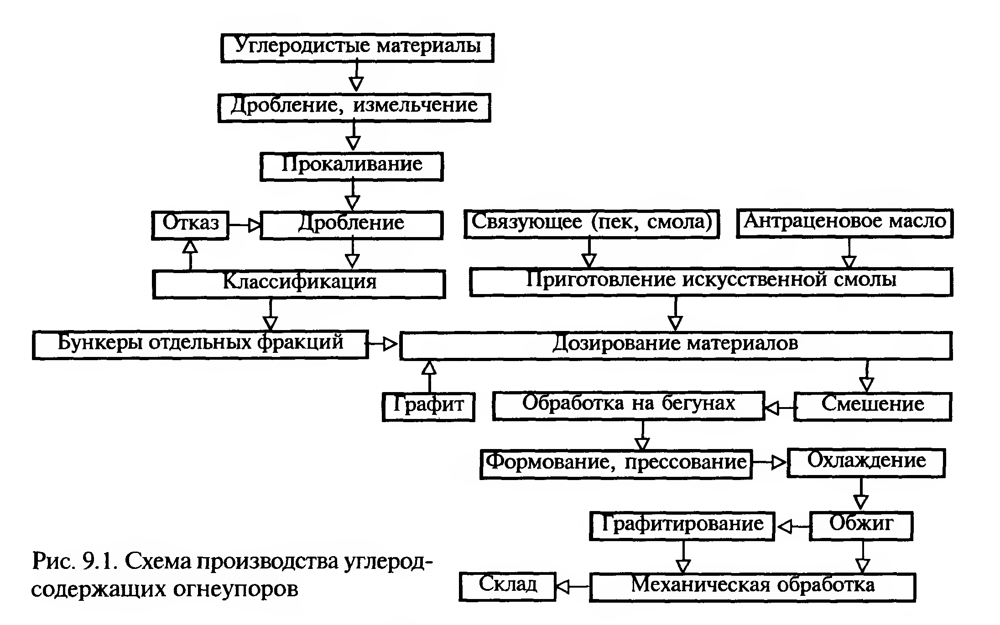 Углеродистые материалы
Дробление, измельчение
Прокаливание
Отказ
Дробление
Связующее (пек, смола)
Антраценовое масло
Классификация
Приготовление искусственной смолы
Бункеры отдельных фракций
Дозирование материалов
Графит
Обработка на бегунах
Смешение
Формование, прессование
Охлаждение
Графитирование
Обжиг
Склад
Механическая обработка
Рис. 9.1. Схема производства углерод-
содержащих огнеупоров